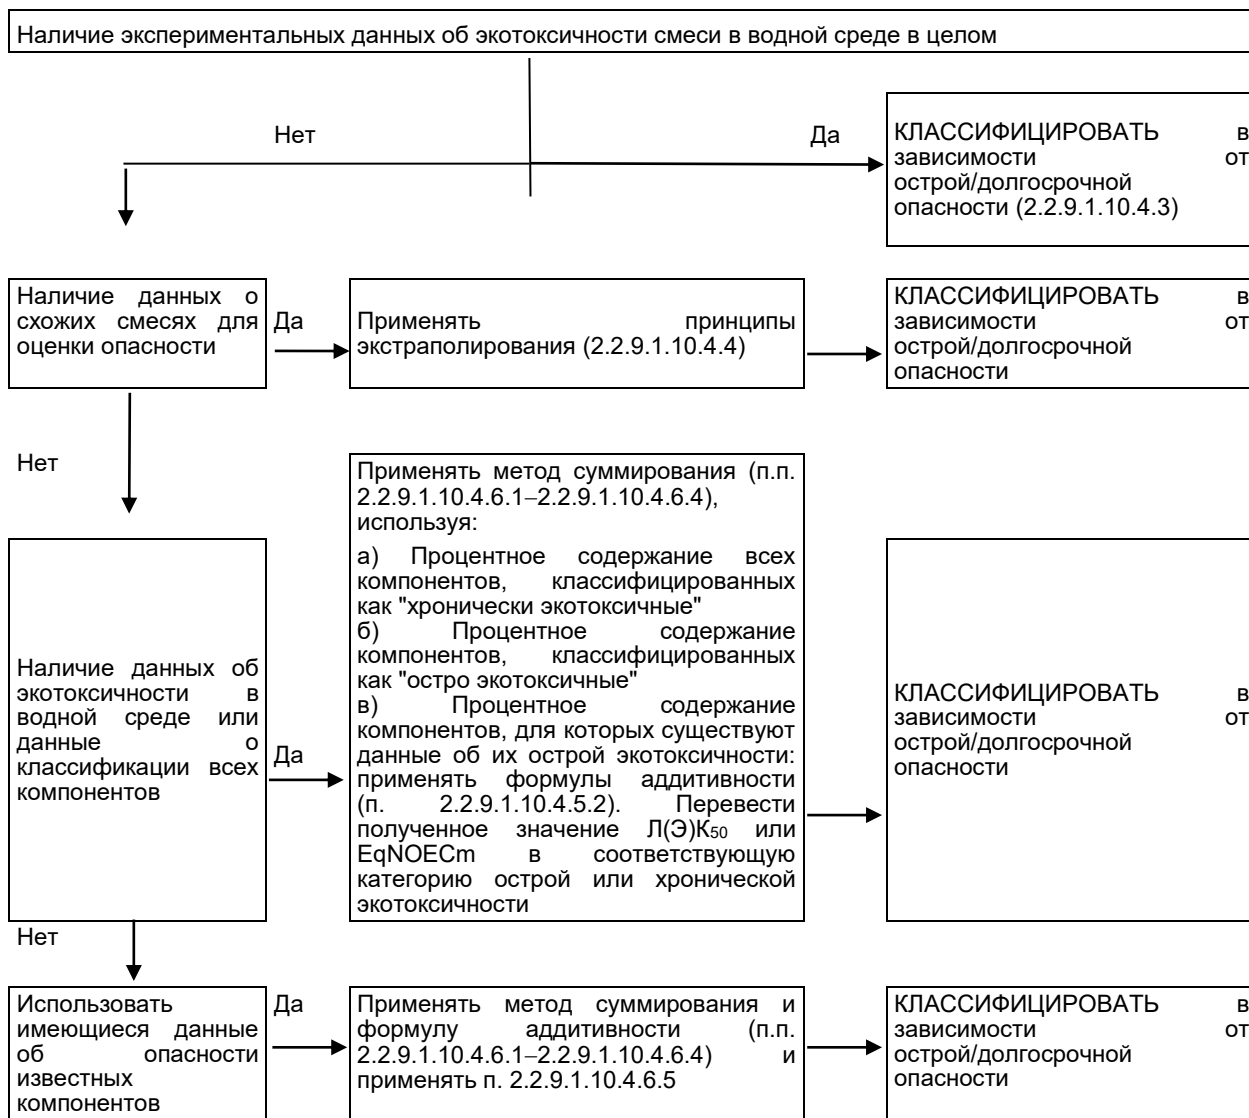 Наличие экспериментальных данных об экотоксичности смеси в водной среде в целом
Нет
Да
КЛАССИФИЦИРОВАТЬ в
зависимости от
острой/долгосрочной
опасности (2.2.9.1.10.4.3)
Наличие данных о
схожих смесях для
оценки опасности
Да
Применять принципы
экстраполирования (2.2.9.1.10.4.4)
КЛАССИФИЦИРОВАТЬ в
зависимости от
острой/долгосрочной
опасности
Нет
Наличие данных об
экотоксичности в
водной среде или
данные о
классификации всех
компонентов
Да
Применять метод суммирования (п.п.
2.2.9.1.10.4.6.1–2.2.9.1.10.4.6.4),
используя:
а) Процентное содержание всех
компонентов, классифицированных
как "хронически экотоксичные"
б) Процентное содержание
компонентов, классифицированных
как "остро экотоксичные"
в) Процентное содержание
компонентов, для которых существуют
данные об их острой экотоксичности:
применять формулы аддитивности
(п. 2.2.9.1.10.4.5.2). Перевести
полученное значение Л(Э)К50 или
EqNOECm в соответствующую
категорию острой или хронической
экотоксичности
КЛАССИФИЦИРОВАТЬ в
зависимости от
острой/долгосрочной
опасности
Нет
Использовать
имеющиеся данные
об опасности
известных
компонентов
Да
Применять метод суммирования и
формулу аддитивности (п.п.
2.2.9.1.10.4.6.1–2.2.9.1.10.4.6.4) и
применять п. 2.2.9.1.10.4.6.5
КЛАССИФИЦИРОВАТЬ в
зависимости от
острой/долгосрочной
опасности